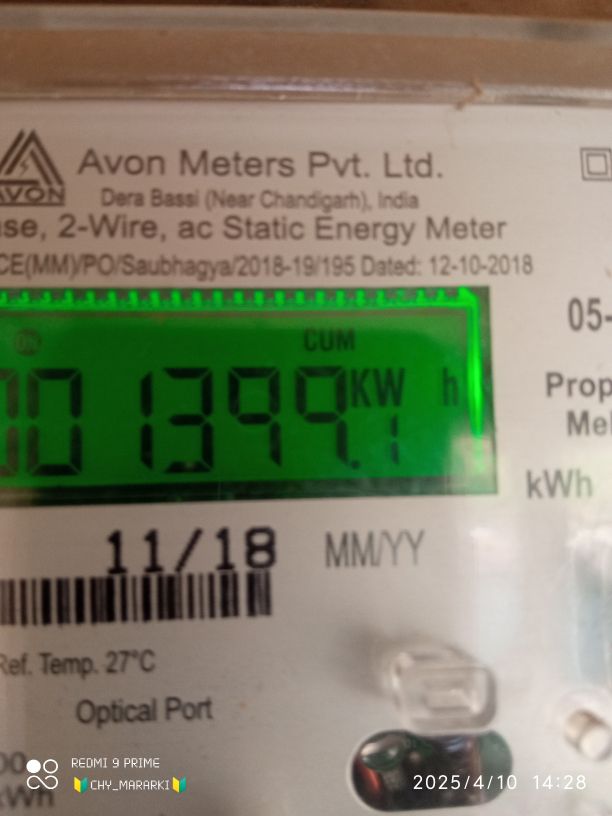 Avon Meters Pvt. Ltd.
AVON
Dera Bassi (Near Chandigarh), India
2-Wire, ac Static Energy Meter
CE(MM)/PO/Saubhagya/2018-19/195 Dated: 12-10-2018
05-
ON
CUM
001399.1 KW h
Prop
Me
kWh
11/18 MM/YY
Ref. Temp. 27°C
Optical Port
REDMI 9 PRIME
🔰CHY_MARARKI🔰
kWh
2025/4/10 14:28